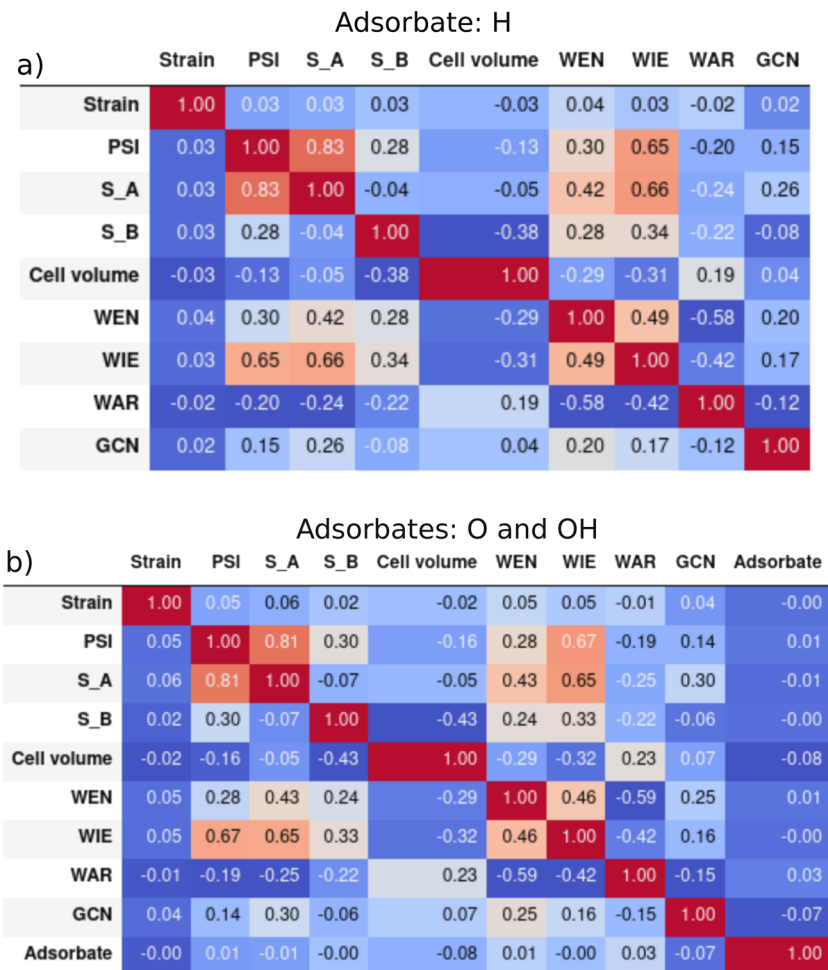 Adsorbate: H
a)
Strain PSI S_A S_B Cell volume WEN WIE WAR GCN
Strain 1.00 0.03 0.03 0.03 -0.03 0.04 0.03 -0.02 0.02
PSI 0.03 1.00 0.83 0.28 -0.13 0.30 0.65 -0.20 0.15
S_A 0.03 0.83 1.00 -0.04 -0.05 0.42 0.66 -0.24 0.26
S_B 0.03 0.28 -0.04 1.00 -0.38 0.28 0.34 -0.22 -0.08
Cell volume -0.03 -0.13 -0.05 -0.38 1.00 -0.29 -0.31 0.19 0.04
WEN 0.04 0.30 0.42 0.28 -0.29 1.00 0.49 -0.58 0.20
WIE 0.03 0.65 0.66 0.34 -0.31 0.49 1.00 -0.42 0.17
WAR -0.02 -0.20 -0.24 -0.22 0.19 -0.58 -0.42 1.00 -0.12
GCN 0.02 0.15 0.26 -0.08 0.04 0.20 0.17 -0.12 1.00
Adsorbates: O and OH
b)
Strain PSI S_A S_B Cell volume WEN WIE WAR GCN Adsorbate
Strain 1.00 0.05 0.06 0.02 -0.02 0.05 0.05 -0.01 0.04 -0.00
PSI 0.05 1.00 0.81 0.30 -0.16 0.28 0.67 -0.19 0.14 0.01
S_A 0.06 0.81 1.00 -0.07 -0.05 0.43 0.65 -0.25 0.30 -0.01
S_B 0.02 0.30 -0.07 1.00 -0.43 0.24 0.33 -0.22 -0.06 -0.00
Cell volume -0.02 -0.16 -0.05 -0.43 1.00 -0.29 -0.32 0.23 0.07 -0.08
WEN 0.05 0.28 0.43 0.24 -0.29 1.00 0.46 -0.59 0.25 0.01
WIE 0.05 0.67 0.65 0.33 -0.32 0.46 1.00 -0.42 0.16 -0.00
WAR -0.01 -0.19 -0.25 -0.22 0.23 -0.59 -0.42 1.00 -0.15 0.03
GCN 0.04 0.14 0.30 -0.06 0.07 0.25 0.16 -0.15 1.00 -0.07
Adsorbate -0.00 0.01 -0.01 -0.00 -0.08 0.01 -0.00 0.03 -0.07 1.00